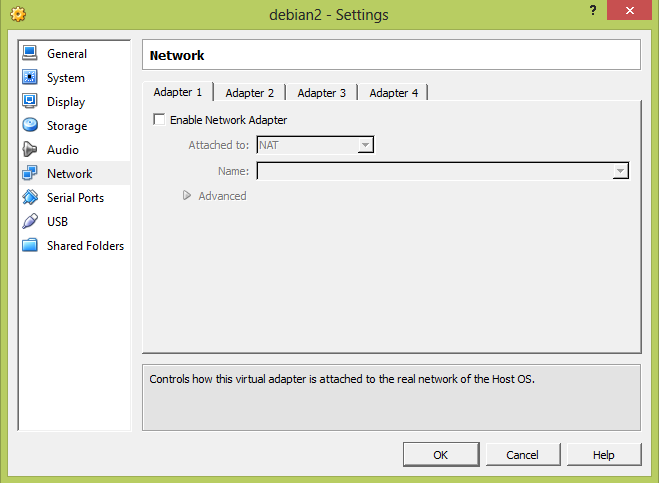 debian2 - Settings
?
General
System
Display
Storage
Audio
Network
Serial Ports
USB
Shared Folders
Network
Adapter 1 Adapter 2 Adapter 3 Adapter 4
Enable Network Adapter
Attached to: NAT
Name:
Advanced
Controls how this virtual adapter is attached to the real network of the Host OS.
OK Cancel Help